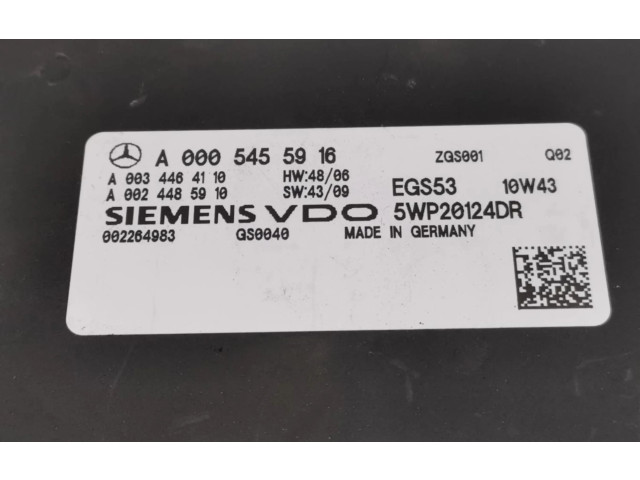 A 000 545 59 16 ZGS001 Q02
A 003 446 41 10 HW:48/06
A 002 448 59 10 SW:43/09 EGS53 10W43
SIEMENS VDO 5WP20124DR
002264983 GS0040 MADE IN GERMANY